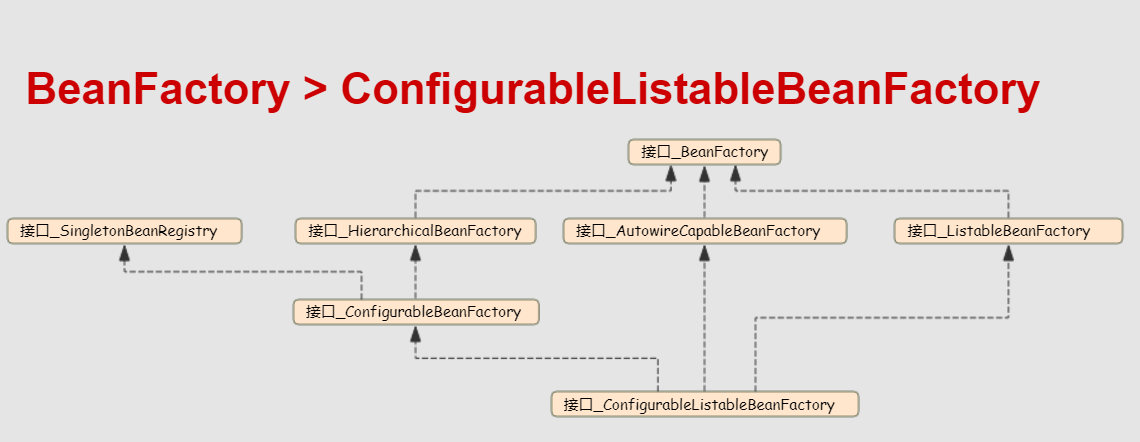 BeanFactory > ConfigurableListableBeanFactory
接口_BeanFactory
接口_SingletonBeanRegistry
接口_HierarchicalBeanFactory
接口_AutowireCapableBeanFactory
接口_ListableBeanFactory
接口_ConfigurableBeanFactory
接口_ConfigurableListableBeanFactory